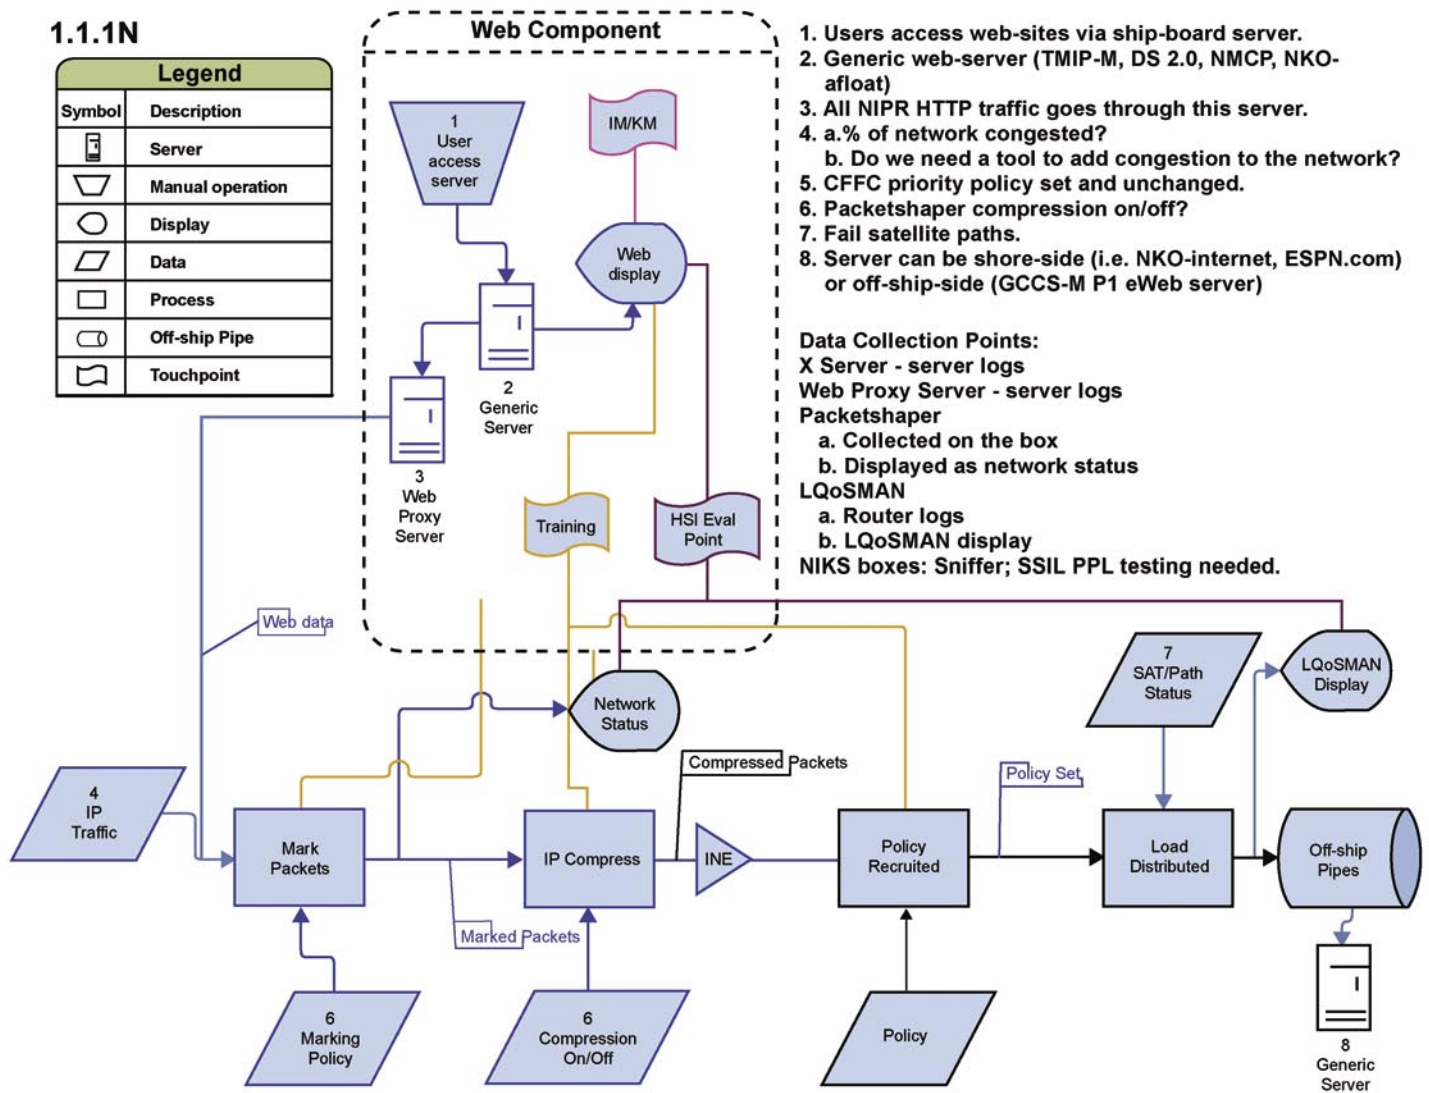 1.1.1N
Legend
Symbol Description
Server
Manual operation
Display
Data
Process
Off-ship Pipe
Touchpoint
Web Component
1
User
access
server
IM/KM
Web
display
2
Generic
Server
3
Web
Proxy
Server
Training
HSI Eval
Point
1. Users access web-sites via ship-board server.
2. Generic web-server (TMIP-M, DS 2.0, NMCP, NKO-
afloat)
3. All NIPR HTTP traffic goes through this server.
4. a.% of network congested?
b. Do we need a tool to add congestion to the network?
5. CFFC priority policy set and unchanged.
6. Packetshaper compression on/off?
7. Fail satellite paths.
8. Server can be shore-side (i.e. NKO-internet, ESPN.com)
or off-ship-side (GCCS-M P1 eWeb server)
Data Collection Points:
X Server - server logs
Web Proxy Server - server logs
Packetshaper
a. Collected on the box
b. Displayed as network status
LQoSMAN
a. Router logs
b. LQoSMAN display
NIKS boxes: Sniffer; SSIL PPL testing needed.
Web data
Network
Status
7
SAT/Path
Status
LQoSMAN
Display
Compressed Packets
Policy Set
4
IP
Traffic
Mark
Packets
IP Compress
INE
Policy
Recruited
Load
Distributed
Off-ship
Pipes
Marked Packets
6
Marking
Policy
6
Compression
On/Off
Policy
8
Generic
Server